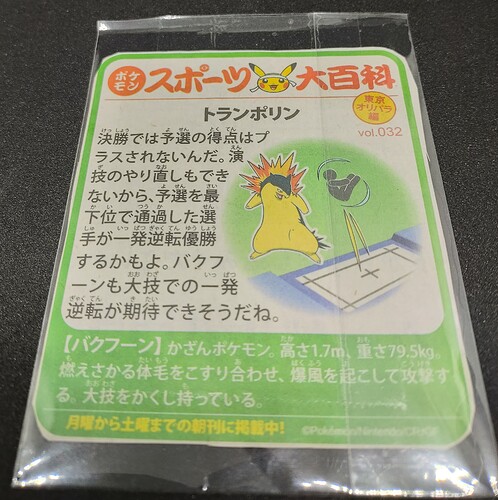 ポケモンスポーツ大百科
東京オリパラ編
vol.032
トランポリン
決勝では予選の得点はプ
ラスされないんだ。演
技のやり直しもでき
ないから、予選を最
下位で通過した選
手が一発逆転優勝
するかもよ。バクフ
ーンも大技での一発
逆転が期待できそうだね。
【バクフーン】かざんポケモン。高さ1.7m、重さ79.5kg。
燃えさかる体毛をこすり合わせ、爆風を起こして攻撃す
る。大技をかくし持っている。
月曜から土曜までの朝刊に掲載中!
©Pokémon/Nintendo/CR・GF